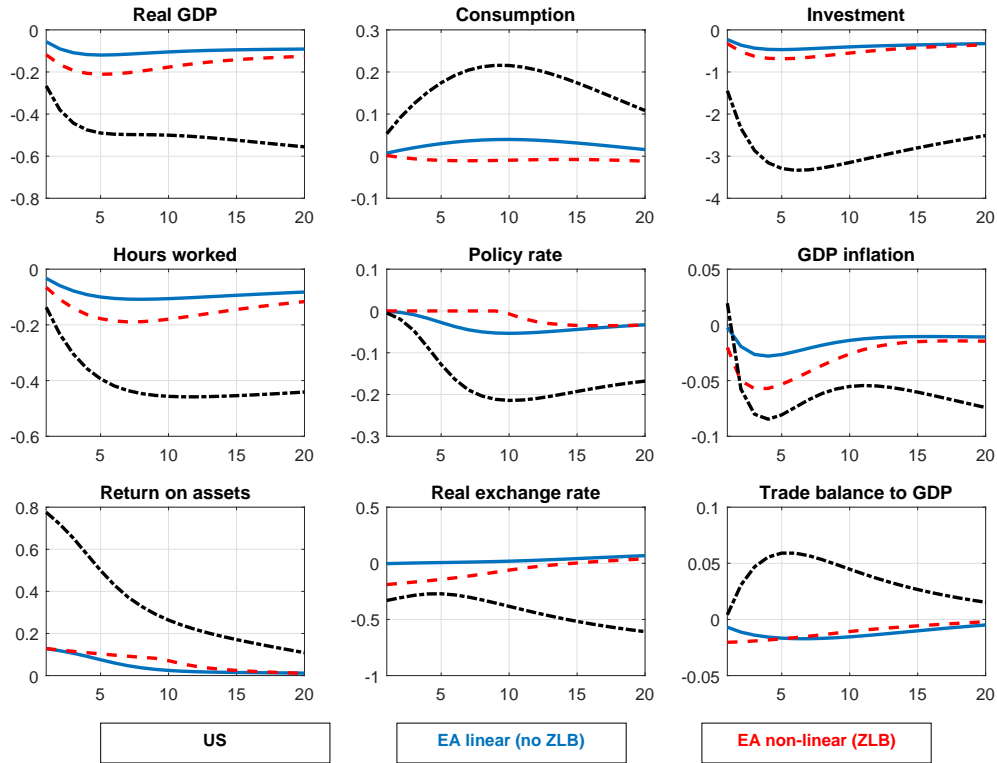 Real GDP
0
-0.2
-0.4
-0.6
-0.8
5 10 15 20
Consumption
0.3
0.2
0.1
0
-0.1
5 10 15 20
Investment
0
-1
-2
-3
-4
5 10 15 20
Hours worked
0
-0.2
-0.4
-0.6
5 10 15 20
Policy rate
0.1
0
-0.1
-0.2
-0.3
5 10 15 20
GDP inflation
0.05
0
-0.05
-0.1
5 10 15 20
Return on assets
0.8
0.6
0.4
0.2
0
5 10 15 20
Real exchange rate
0.5
0
-0.5
-1
5 10 15 20
Trade balance to GDP
0.1
0.05
0
-0.05
5 10 15 20
US
EA linear (no ZLB)
EA non-linear (ZLB)